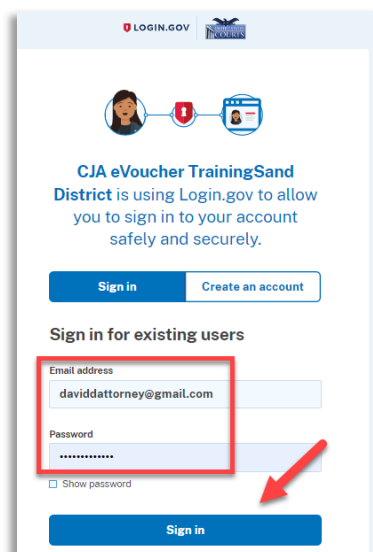 LOGIN.GOV
COURTS
CJA eVoucher TrainingSand
District is using Login.gov to allow
you to sign in to your account
safely and securely.
Sign in Create an account
Sign in for existing users
Email address
daviddattorney@gmail.com
Password
•••••••••••••
Show password
Sign in